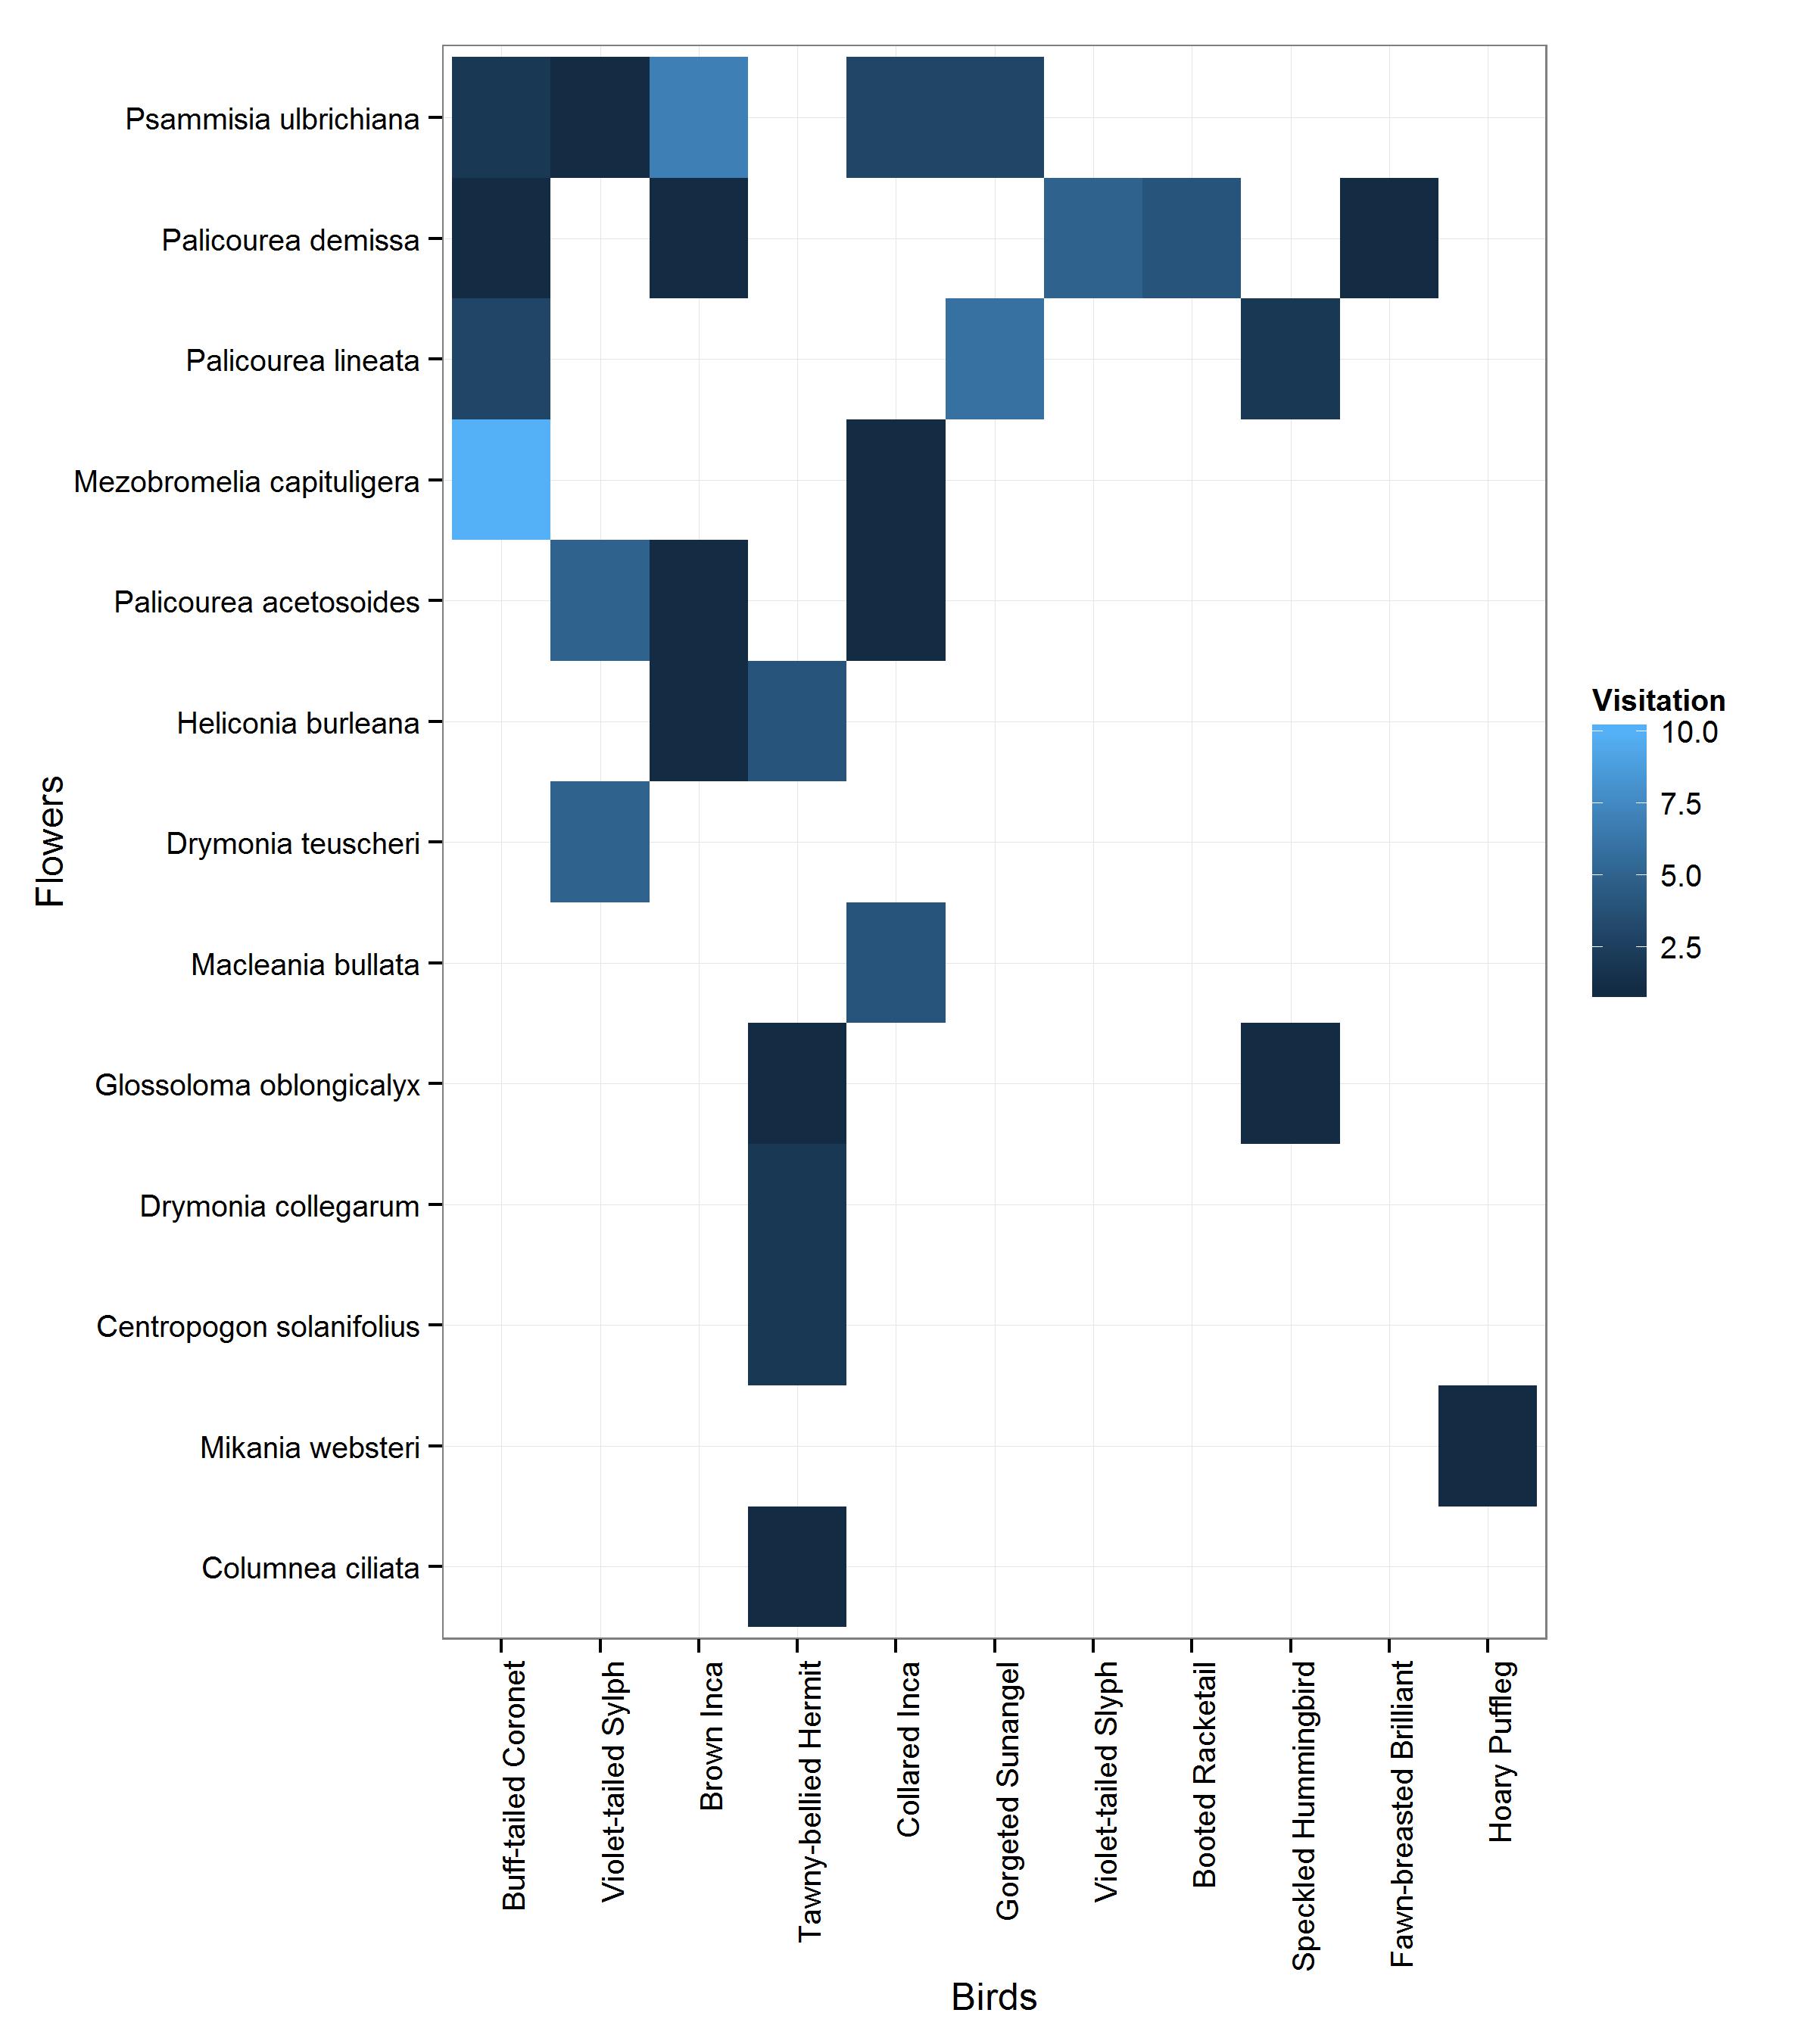 Psammisia ulbrichiana
Palicourea demissa
Palicourea lineata
Mezobromelia capituligera
Palicourea acetosoides
Heliconia burleana
Drymonia teuscheri
Macleania bullata
Glossoloma oblongicalyx
Drymonia collegarum
Centropogon solanifolius
Mikania websteri
Columnea ciliata
Flowers
Buff-tailed Coronet
Violet-tailed Sylph
Brown Inca
Tawny-bellied Hermit
Collared Inca
Gorgeted Sunangel
Violet-tailed Slyph
Booted Racketail
Speckled Hummingbird
Fawn-breasted Brilliant
Hoary Puffleg
Birds
Visitation
10.0
7.5
5.0
2.5